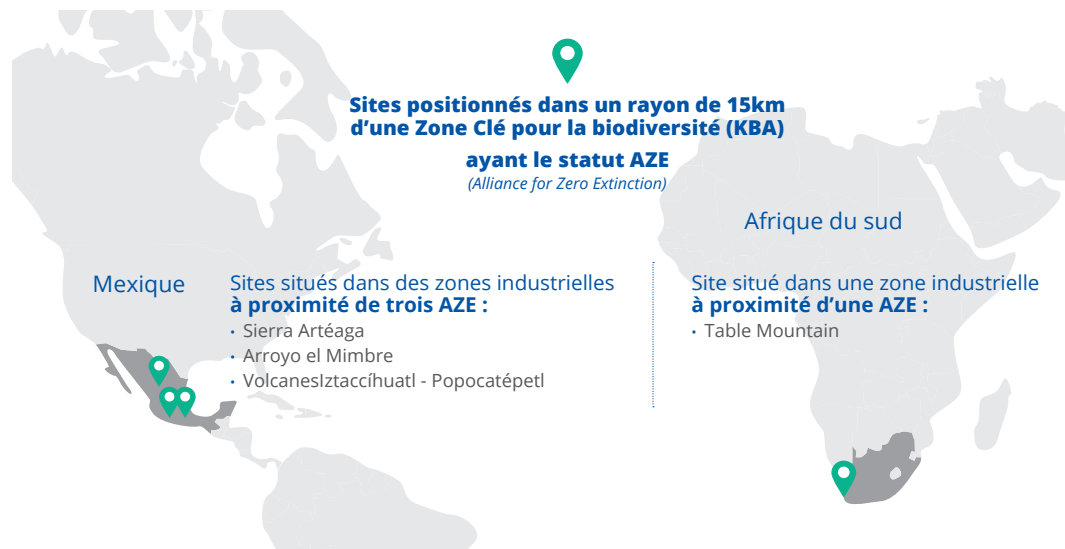 Sites positionnés dans un rayon de 15km
d’une Zone Clé pour la biodiversité (KBA)
ayant le statut AZE
(Alliance for Zero Extinction)
Mexique
Sites situés dans des zones industrielles
à proximité de trois AZE :
• Sierra Artéaga
• Arroyo el Mimbre
• VolcanesIztaccíhuatl - Popocatépetl
Afrique du sud
Site situé dans une zone industrielle
à proximité d’une AZE :
• Table Mountain